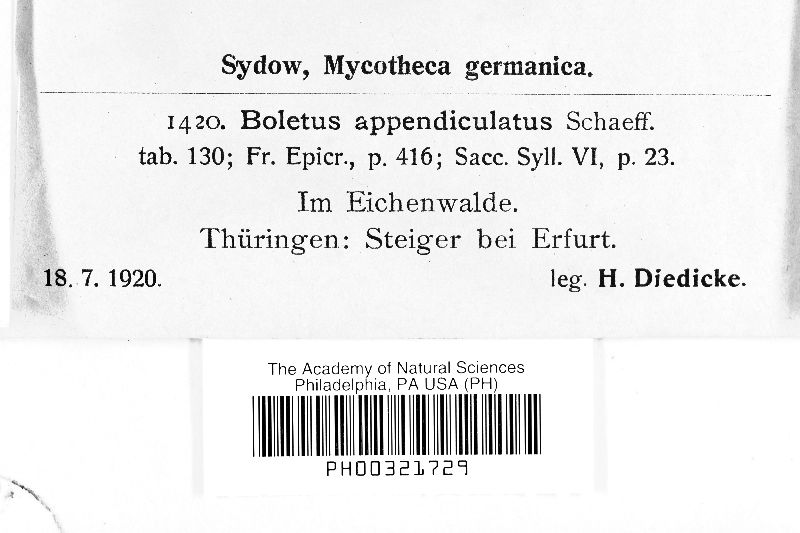 Sydow, Mycotheca germanica.
1420. Boletus appendiculatus Schaeff.
tab. 130; Fr. Epicr., p. 416; Sacc. Syll. VI, p. 23.
Im Eichenwalde.
Thüringen: Steiger bei Erfurt.
18. 7. 1920. leg. H. Diedicke.
The Academy of Natural Sciences
Philadelphia, PA USA (PH)
PH00321729